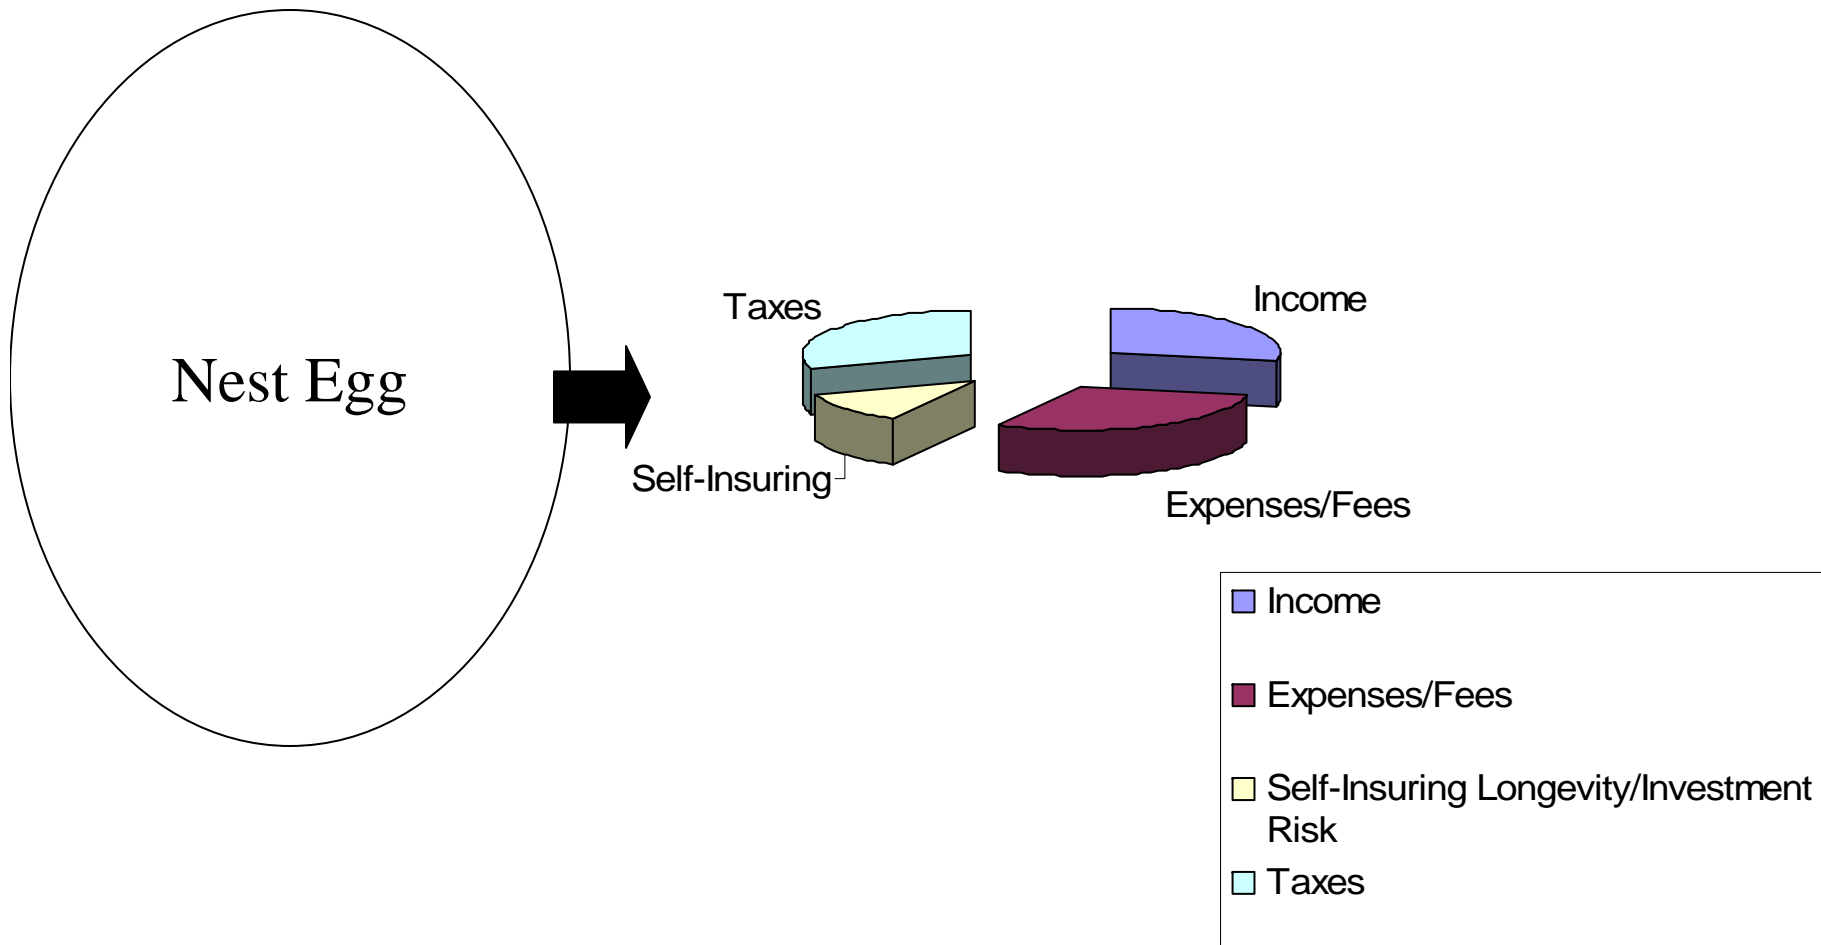 Nest Egg
Taxes
Income
Self-Insuring
Expenses/Fees
Income
Expenses/Fees
Self-Insuring Longevity/Investment
Risk
Taxes